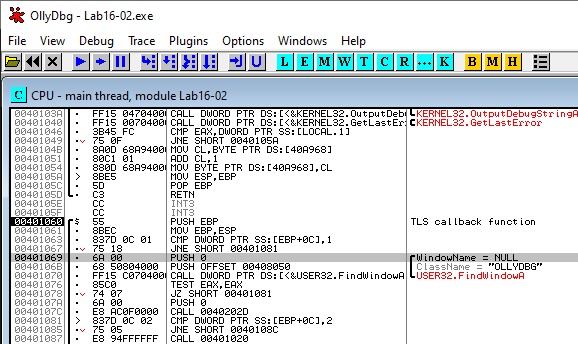 OllyDbg - Lab16-02.exe
File View Debug Trace Plugins Options Windows Help
L E M W T C R ... K B M H
C CPU - main thread, module Lab16-02
0040103A FF15 04704000 CALL DWORD PTR DS:[<&KERNEL32.OutputDebu KERNEL32.OutputDebugStringA
00401040 FF15 00704000 CALL DWORD PTR DS:[<&KERNEL32.GetLastErr KERNEL32.GetLastError
00401046 3B45 FC CMP EAX,DWORD PTR SS:[LOCAL.1]
00401049 75 0F JNE SHORT 0040105A
0040104B 8A0D 68A94000 MOV CL,BYTE PTR DS:[40A968]
00401051 80C1 01 ADD CL,1
00401054 880D 68A94000 MOV BYTE PTR DS:[40A968],CL
0040105A > 8BE5 MOV ESP,EBP
0040105C 5D POP EBP
0040105D C3 RETN
0040105E CC INT3
0040105F CC INT3
00401060 $ 55 PUSH EBP TLS callback function
00401061 8BEC MOV EBP,ESP
00401063 837D 0C 01 CMP DWORD PTR SS:[EBP+0C],1
00401067 75 18 JNE SHORT 00401081
00401069 6A 00 PUSH 0 WindowName = NULL
0040106B 68 50804000 PUSH OFFSET 00408050 ClassName = "OLLYDBG"
00401070 FF15 C0704000 CALL DWORD PTR DS:[<&USER32.FindWindowA USER32.FindWindowA
00401076 85C0 TEST EAX,EAX
00401078 74 07 JZ SHORT 00401081
0040107A 6A 00 PUSH 0
0040107C E8 AC0F0000 CALL 0040202D
00401081 > 837D 0C 02 CMP DWORD PTR SS:[EBP+0C],2
00401085 75 05 JNE SHORT 0040108C
00401087 E8 94FFFFFF CALL 00401020